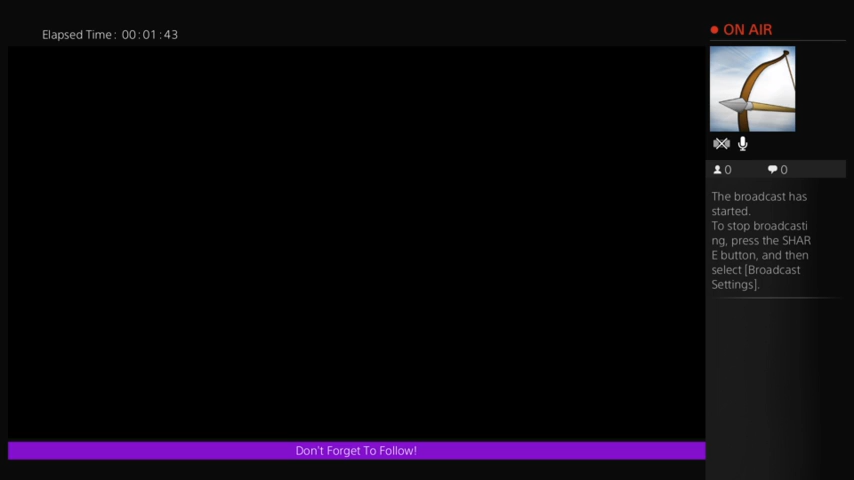 Elapsed Time: 00:01:43
ON AIR
0 0
The broadcast has
started.
To stop broadcasti
ng, press the SHAR
E button, and then
select [Broadcast
Settings].
Don't Forget To Follow!